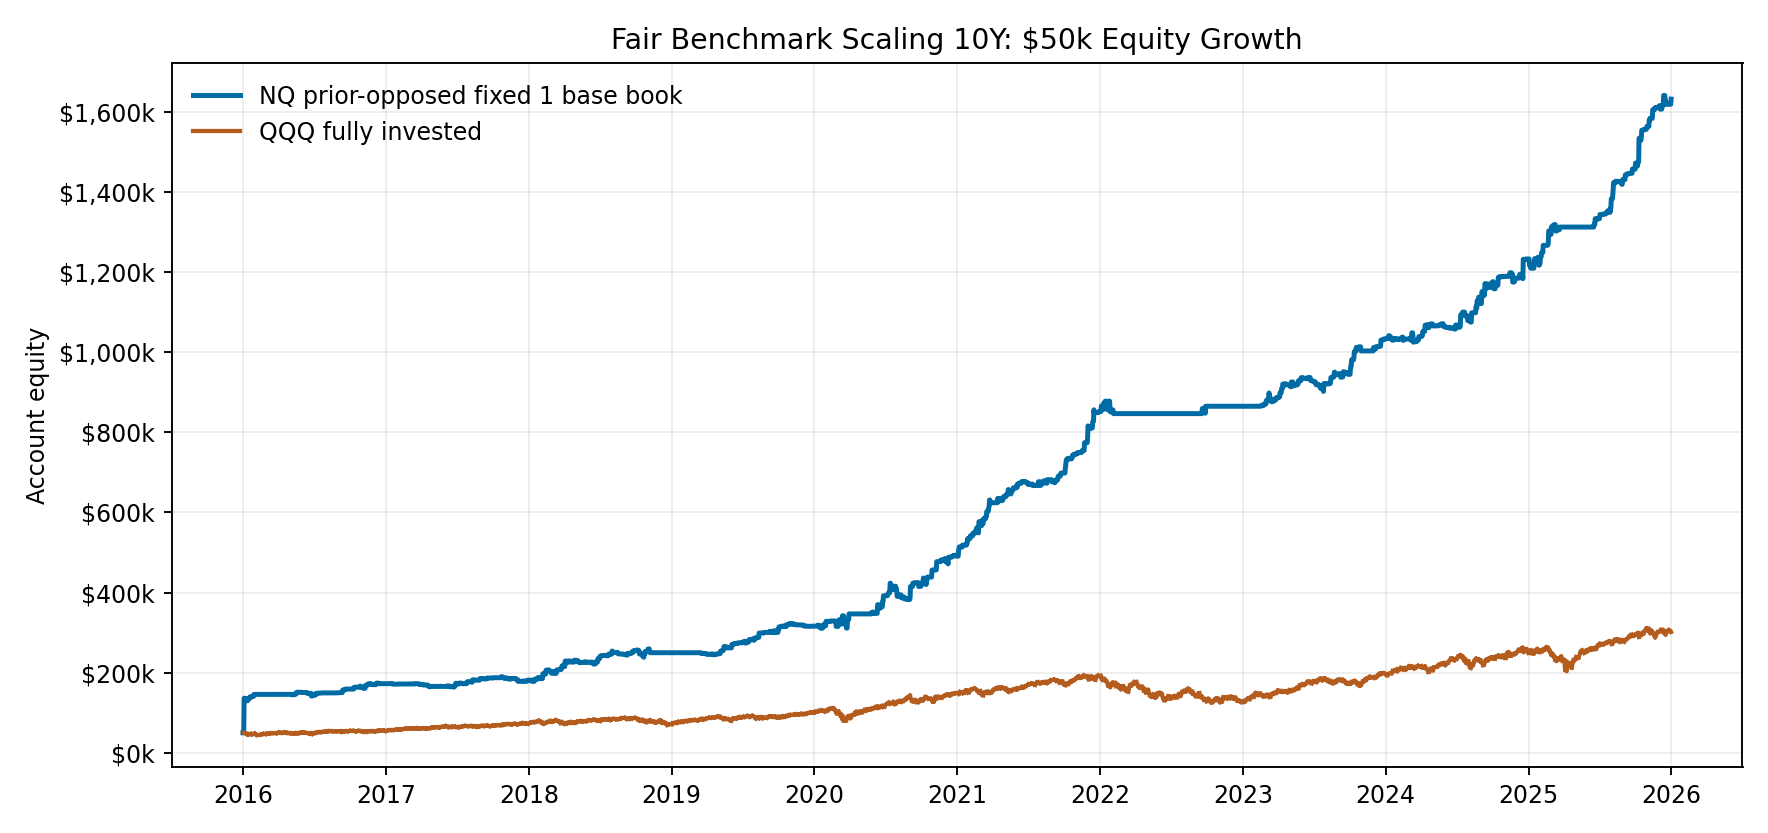 Fair Benchmark Scaling 10Y: $50k Equity Growth
NQ prior-opposed fixed 1 base book
QQQ fully invested
Account equity
$1,600k
$1,400k
$1,200k
$1,000k
$800k
$600k
$400k
$200k
$0k
2016 2017 2018 2019 2020 2021 2022 2023 2024 2025 2026